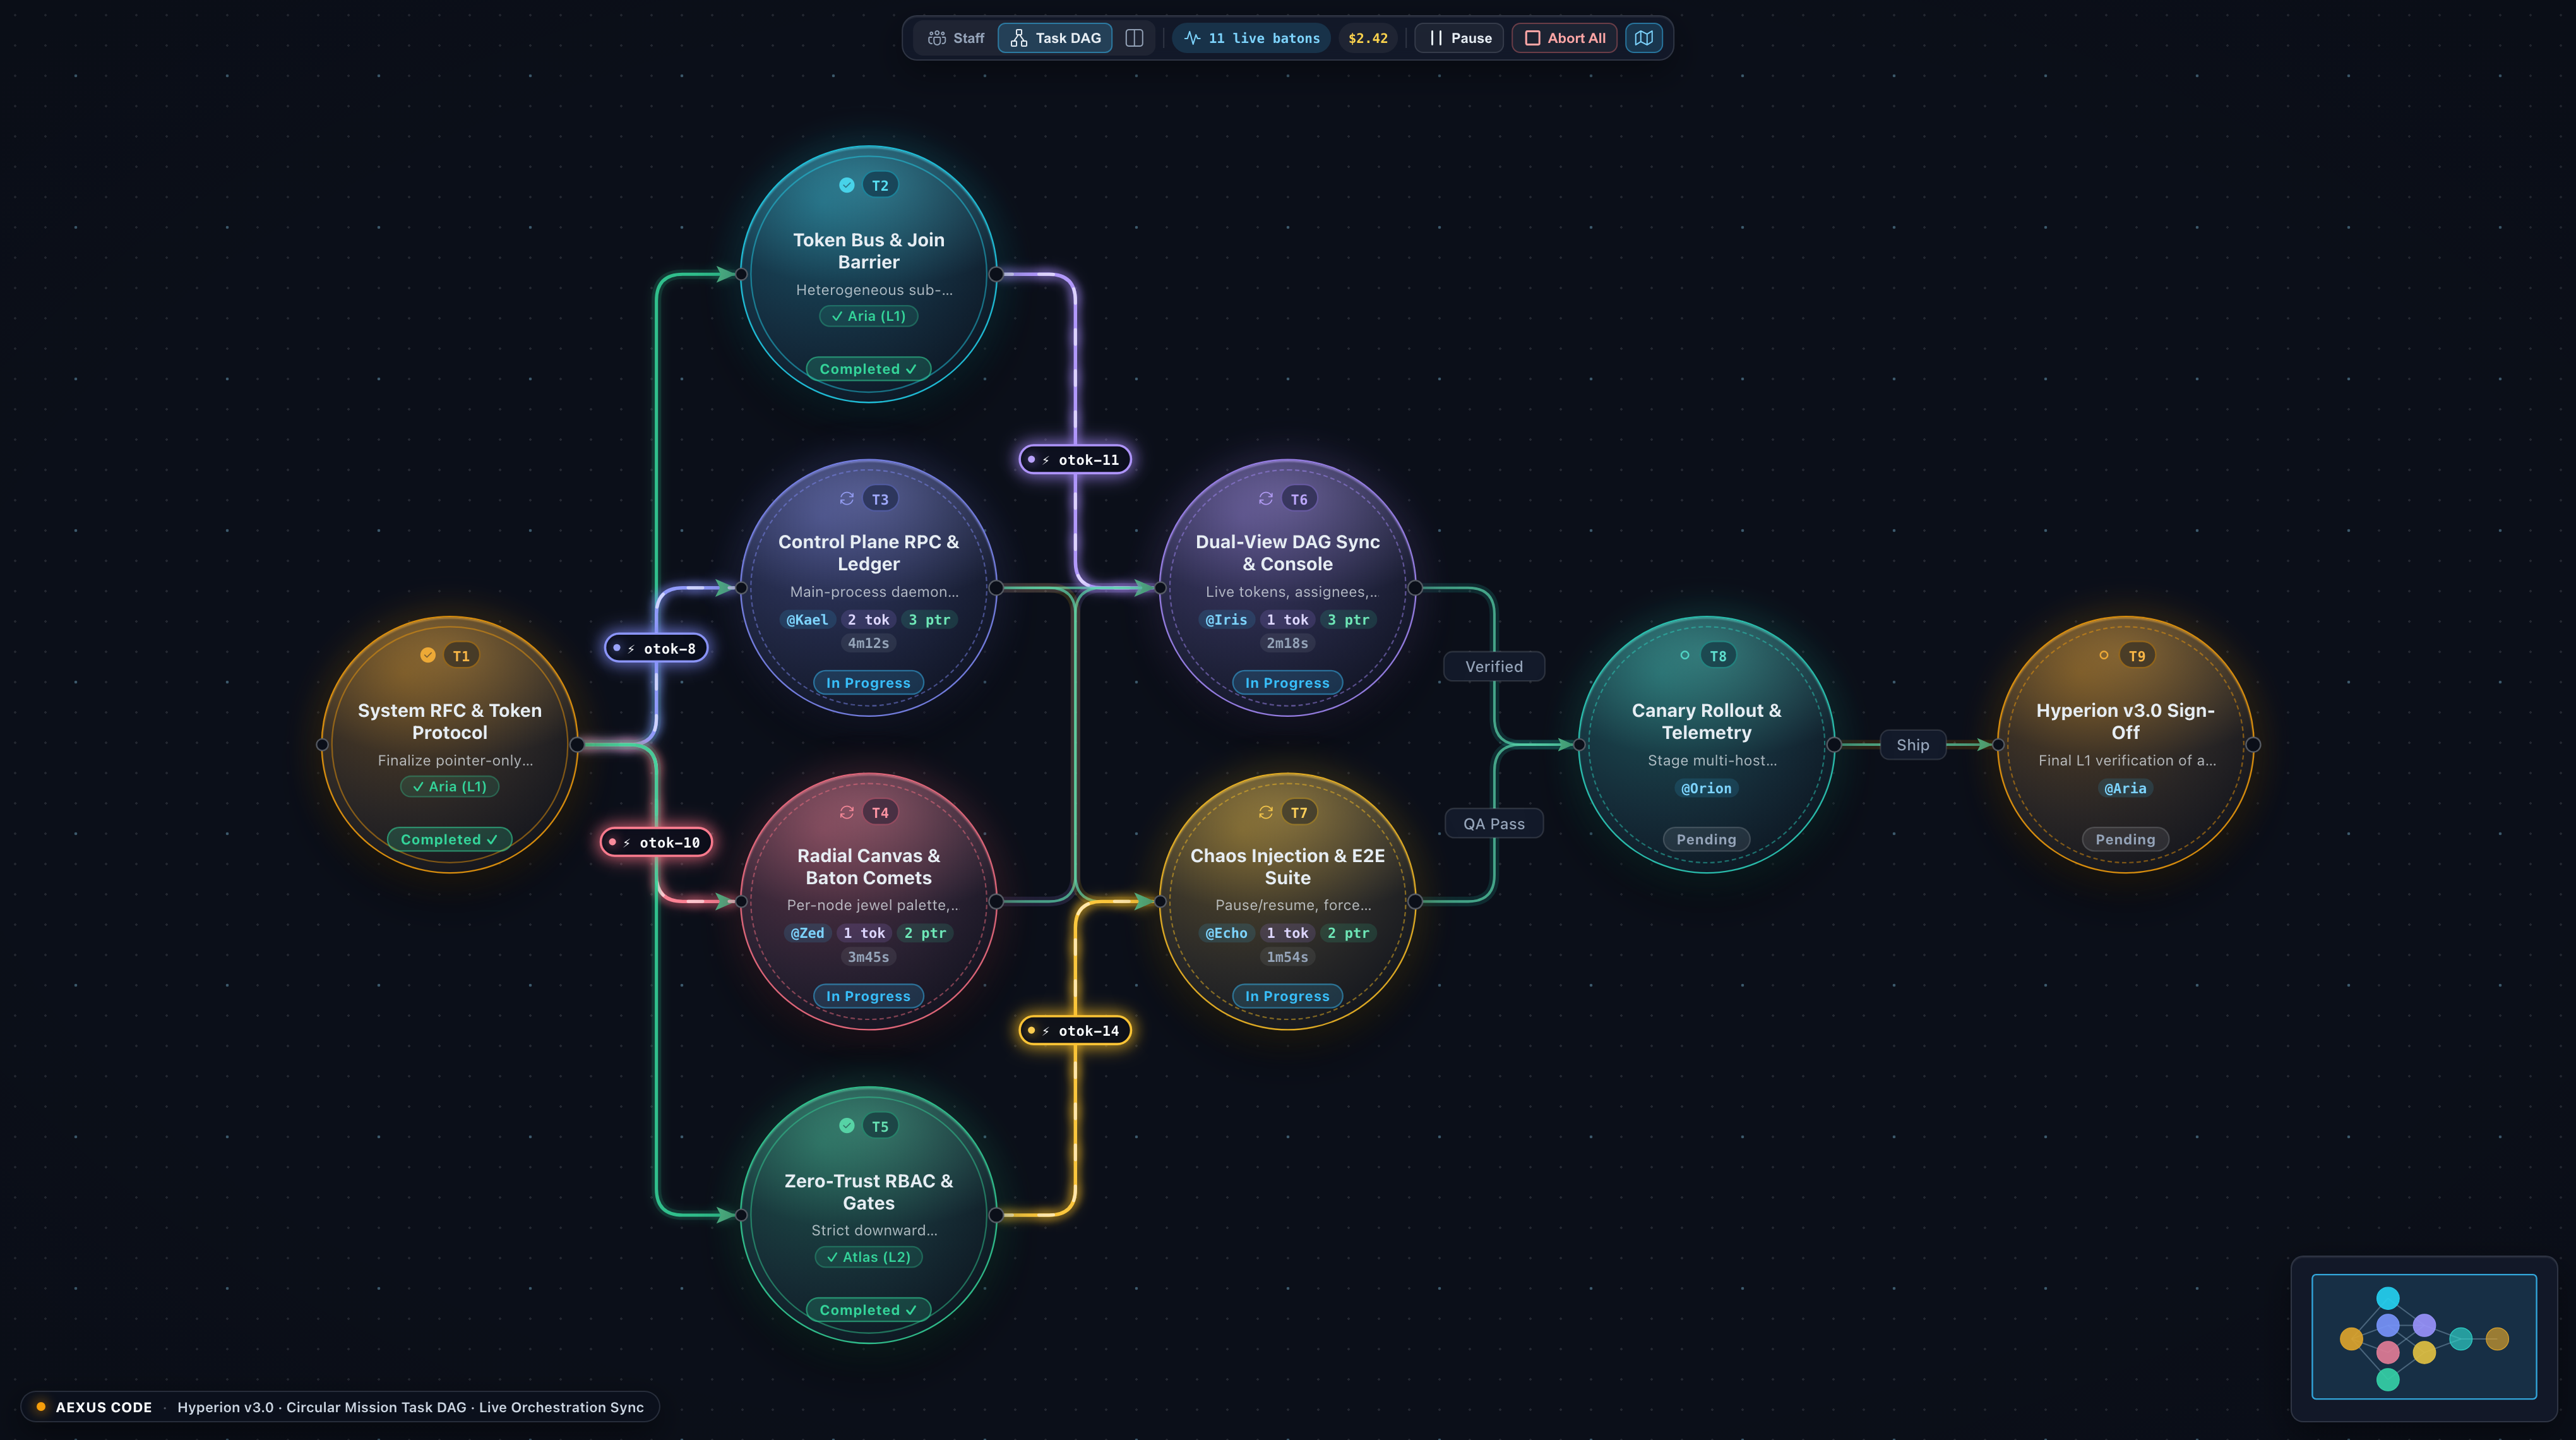 Staff
Task DAG
11 live batons
$2.42
Pause
Abort All
T2
Token Bus & Join
Barrier
Heterogeneous sub-...
✓ Aria (L1)
Completed ✓
otok-11
T3
Control Plane RPC &
Ledger
Main-process daemon...
@Kael 2 tok 3 ptr
4m12s
In Progress
T6
Dual-View DAG Sync
& Console
Live tokens, assignees,..
@Iris 1 tok 3 ptr
2m18s
In Progress
otok-8
T1
System RFC & Token
Protocol
Finalize pointer-only...
✓ Aria (L1)
Completed ✓
Verified
T8
Canary Rollout &
Telemetry
Stage multi-host...
@Orion
Pending
Ship
T9
Hyperion v3.0 Sign-
Off
Final L1 verification of a...
@Aria
Pending
otok-10
T4
Radial Canvas &
Baton Comets
Per-node jewel palette,..
@Zed 1 tok 2 ptr
3m45s
In Progress
T7
Chaos Injection & E2E
Suite
Pause/resume, force...
@Echo 1 tok 2 ptr
1m54s
In Progress
QA Pass
otok-14
T5
Zero-Trust RBAC &
Gates
Strict downward...
✓ Atlas (L2)
Completed ✓
AEXUS CODE · Hyperion v3.0 · Circular Mission Task DAG · Live Orchestration Sync